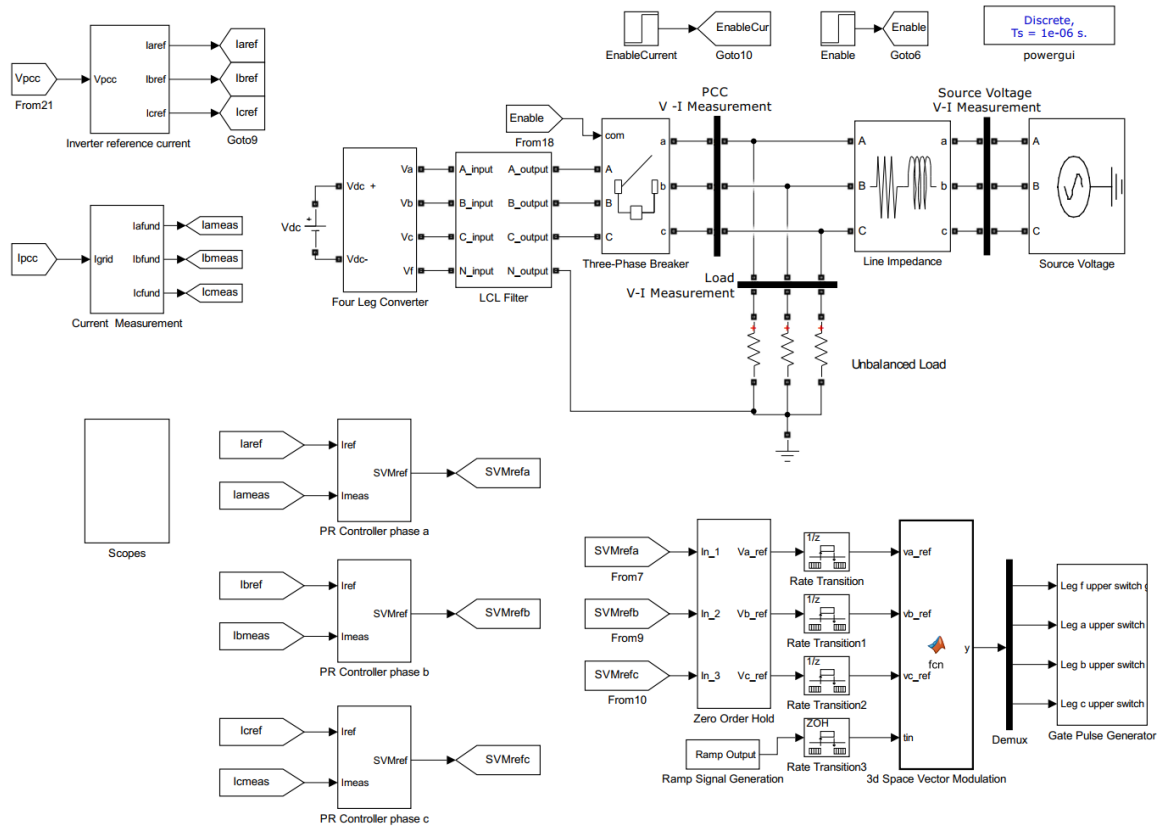 Discrete,
Ts = 1e-06 s.
powergui
EnableCurrent
EnableCur
Goto10
Enable
Enable
Goto6
Vpcc
From21
Vpcc
Iaref
Ibref
Icref
Inverter reference current
Iaref
Ibref
Icref
Goto9
Ipcc
Igrid
Iafund
Ibfund
Icfund
Current Measurement
Iameas
Ibmeas
Icmeas
Vdc
+
Vdc +
Vdc-
Va
Vb
Vc
Vf
Four Leg Converter
A_input
B_input
C_input
N_input
A_output
B_output
C_output
N_output
LCL Filter
Enable
From18
com
A
B
C
a
b
c
Three-Phase Breaker
PCC
V -I Measurement
A
B
C
a
b
c
Line Impedance
Source Voltage
V-I Measurement
A
B
C
Source Voltage
Load
V-I Measurement
+
+
+
Unbalanced Load
Scopes
Iaref
Iameas
Iref
Imeas
SVMref
PR Controller phase a
SVMrefa
Ibref
Ibmeas
Iref
Imeas
SVMref
PR Controller phase b
SVMrefb
Icref
Icmeas
Iref
Imeas
SVMref
PR Controller phase c
SVMrefc
SVMrefa
From7
SVMrefb
From9
SVMrefc
From10
In_1
In_2
In_3
Va_ref
Vb_ref
Vc_ref
Zero Order Hold
1/z
Rate Transition
1/z
Rate Transition1
1/z
Rate Transition2
ZOH
Rate Transition3
Ramp Output
Ramp Signal Generation
va_ref
vb_ref
vc_ref
tin
fcn
y
3d Space Vector Modulation
Demux
Leg f upper switch g
Leg a upper switch
Leg b upper switch
Leg c upper switch
Gate Pulse Generator